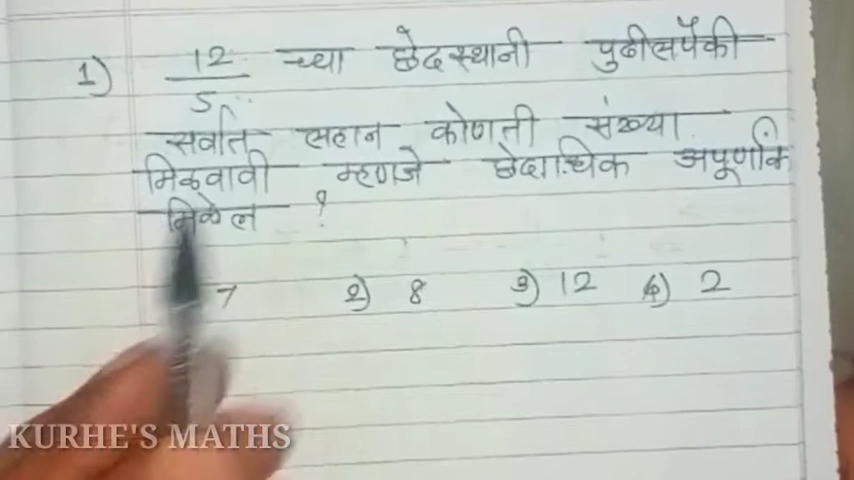 1) 12/5 च्या छेदस्थानी पुढीलपैकी
सर्वात लहान कोणती संख्या
मिळवावी म्हणजे छेदाधिक अपूर्णांक
मिळेल ?
7 2) 8 3) 12 4) 2
KURHE'S MATHS